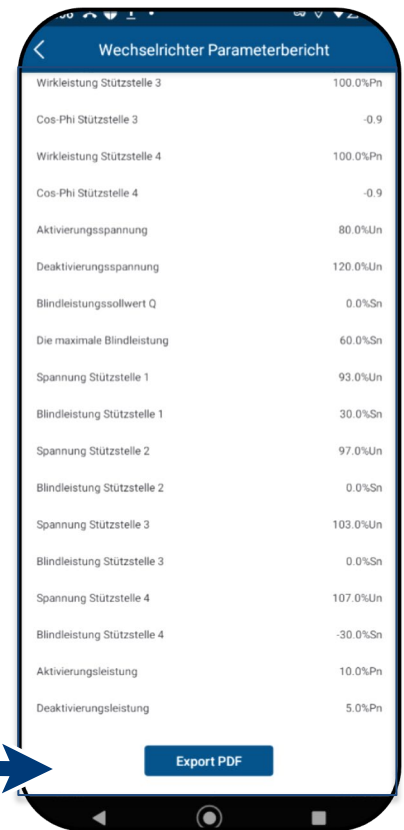 Wechselrichter Parameterbericht
Wirkleistung Stützstelle 3 100.0%Pn
Cos-Phi Stützstelle 3 -0.9
Wirkleistung Stützstelle 4 100.0%Pn
Cos-Phi Stützstelle 4 -0.9
Aktivierungsspannung 80.0%Un
Deaktivierungsspannung 120.0%Un
Blindleistungssollwert Q 0.0%Sn
Die maximale Blindleistung 60.0%Sn
Spannung Stützstelle 1 93.0%Un
Blindleistung Stützstelle 1 30.0%Sn
Spannung Stützstelle 2 97.0%Un
Blindleistung Stützstelle 2 0.0%Sn
Spannung Stützstelle 3 103.0%Un
Blindleistung Stützstelle 3 0.0%Sn
Spannung Stützstelle 4 107.0%Un
Blindleistung Stützstelle 4 -30.0%Sn
Aktivierungsleistung 10.0%Pn
Deaktivierungsleistung 5.0%Pn
Export PDF